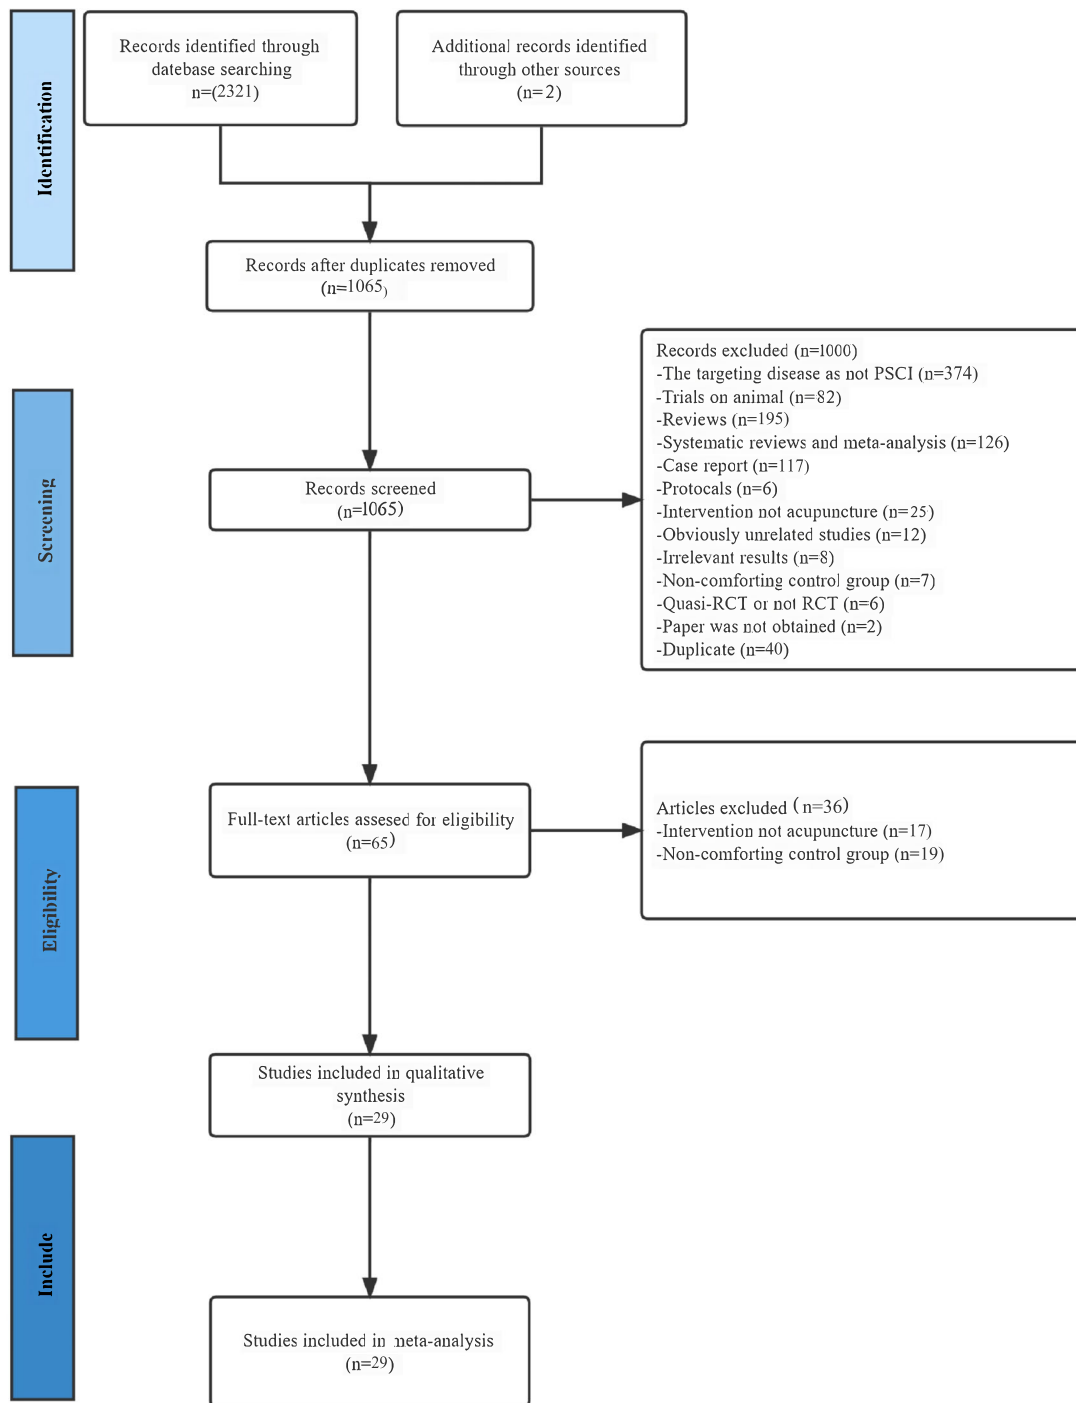 Identification
Records identified through
datebase searching
n=(2321)
Additional records identified
through other sources
(n=2)
Records after duplicates removed
(n=1065)
Screening
Records screened
(n=1065)
Records excluded (n=1000)
-The targeting disease as not PSCI (n=374)
-Trials on animal (n=82)
-Reviews (n=195)
-Systematic reviews and meta-analysis (n=126)
-Case report (n=117)
-Protocals (n=6)
-Intervention not acupuncture (n=25)
-Obviously unrelated studies (n=12)
-Irrelevant results (n=8)
-Non-comforting control group (n=7)
-Quasi-RCT or not RCT (n=6)
-Paper was not obtained (n=2)
-Duplicate (n=40)
Eligibility
Full-text articles assesed for eligibility
(n=65)
Articles excluded (n=36)
-Intervention not acupuncture (n=17)
-Non-comforting control group (n=19)
Studies included in qualitative
synthesis
(n=29)
Include
Studies included in meta-analysis
(n=29)